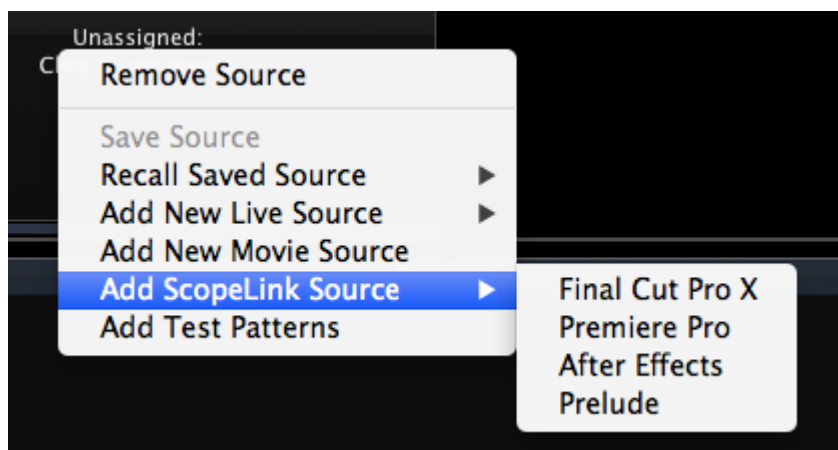 Unassigned:
Remove Source
Save Source
Recall Saved Source
Add New Live Source
Add New Movie Source
Add ScopeLink Source
Add Test Patterns
Final Cut Pro X
Premiere Pro
After Effects
Prelude